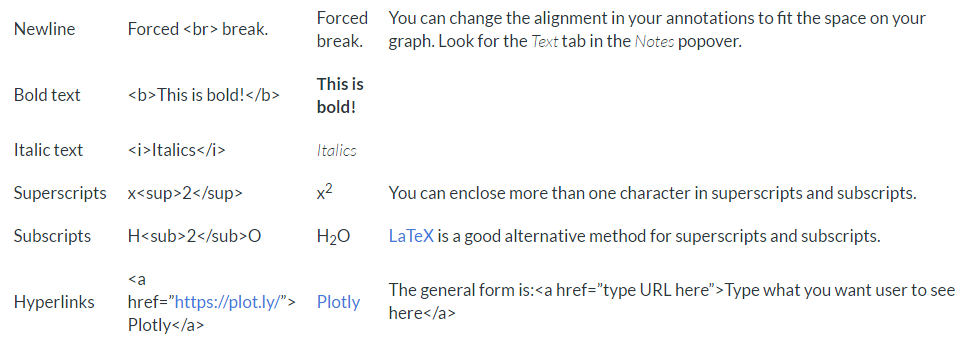 Newline Forced <br> break. Forced break. You can change the alignment in your annotations to fit the space on your graph. Look for the Text tab in the Notes popover.
Bold text <b>This is bold!</b> This is bold!
Italic text <i>Italics</i> Italics
Superscripts x<sup>2</sup> x² You can enclose more than one character in superscripts and subscripts.
Subscripts H<sub>2</sub>O H₂O LaTeX is a good alternative method for superscripts and subscripts.
Hyperlinks <a href=”https://plot.ly/”> Plotly</a> Plotly The general form is:<a href=”type URL here”>Type what you want user to see here</a>